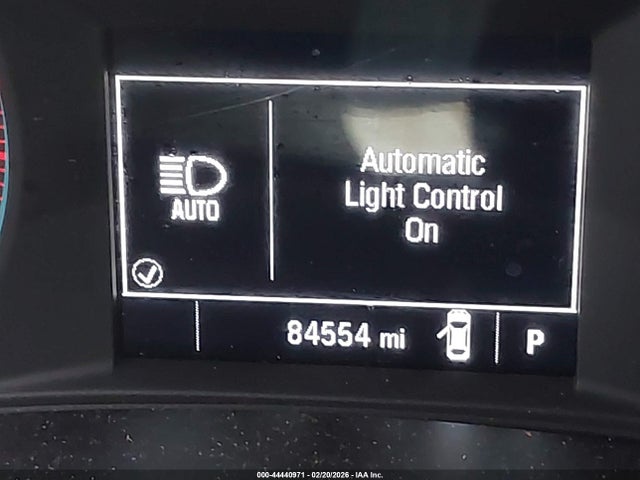 Automatic
Light Control
On
AUTO
84554 mi
P
000-44440971 - 02/20/2026 - IAA Inc.